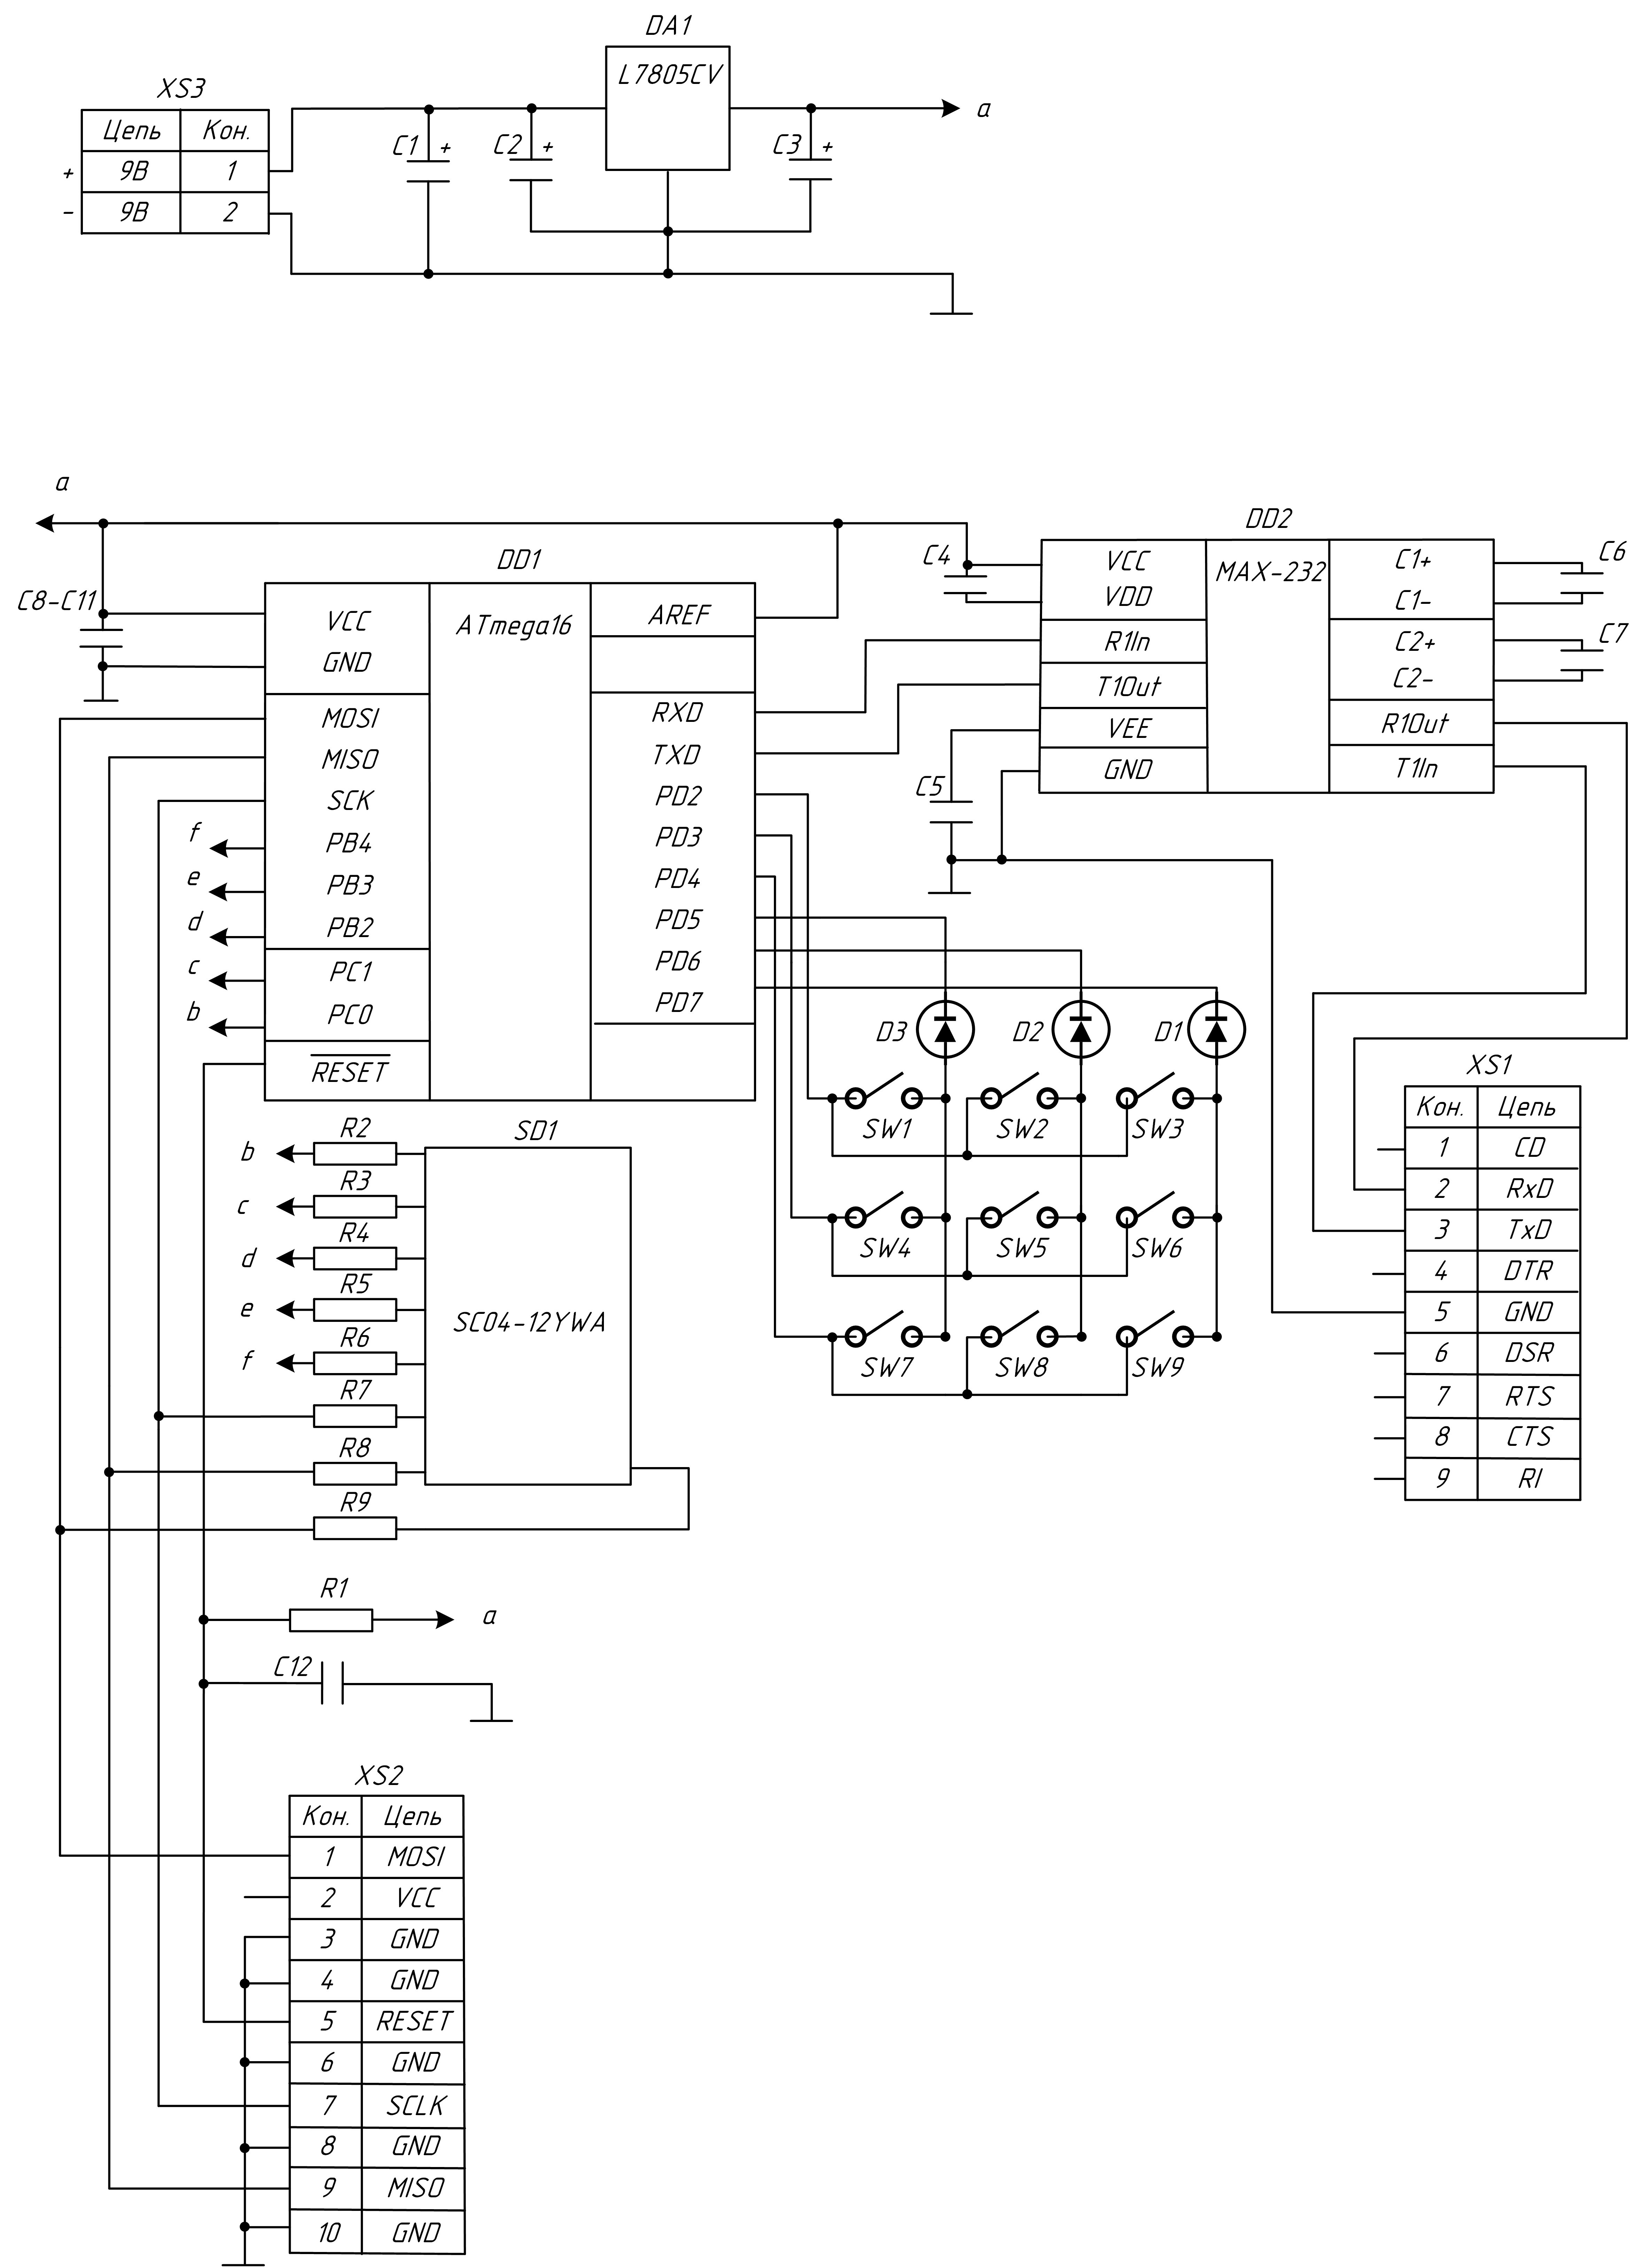 DA1
L7805CV
XS3
Цепь Кон.
+ 9В 1
- 9В 2
C1 +
C2 +
C3 +
a
a
DD1
C8-C11
VCC
GND
MOSI
MISO
SCK
PB4
PB3
PB2
PC1
PC0
RESET
ATmega16
AREF
RXD
TXD
PD2
PD3
PD4
PD5
PD6
PD7
f
e
d
c
b
DD2
C4
VCC
VDD
R1In
T1Out
VEE
GND
MAX-232
C1+
C1-
C2+
C2-
R1Out
T1In
C6
C7
C5
D3
D2
D1
SW1
SW2
SW3
SW4
SW5
SW6
SW7
SW8
SW9
XS1
Кон. Цепь
1 CD
2 RxD
3 TxD
4 DTR
5 GND
6 DSR
7 RTS
8 CTS
9 RI
SD1
SC04-12YWA
b R2
c R3
d R4
e R5
f R6
R7
R8
R9
R1
a
C12
XS2
Кон. Цепь
1 MOSI
2 VCC
3 GND
4 GND
5 RESET
6 GND
7 SCLK
8 GND
9 MISO
10 GND